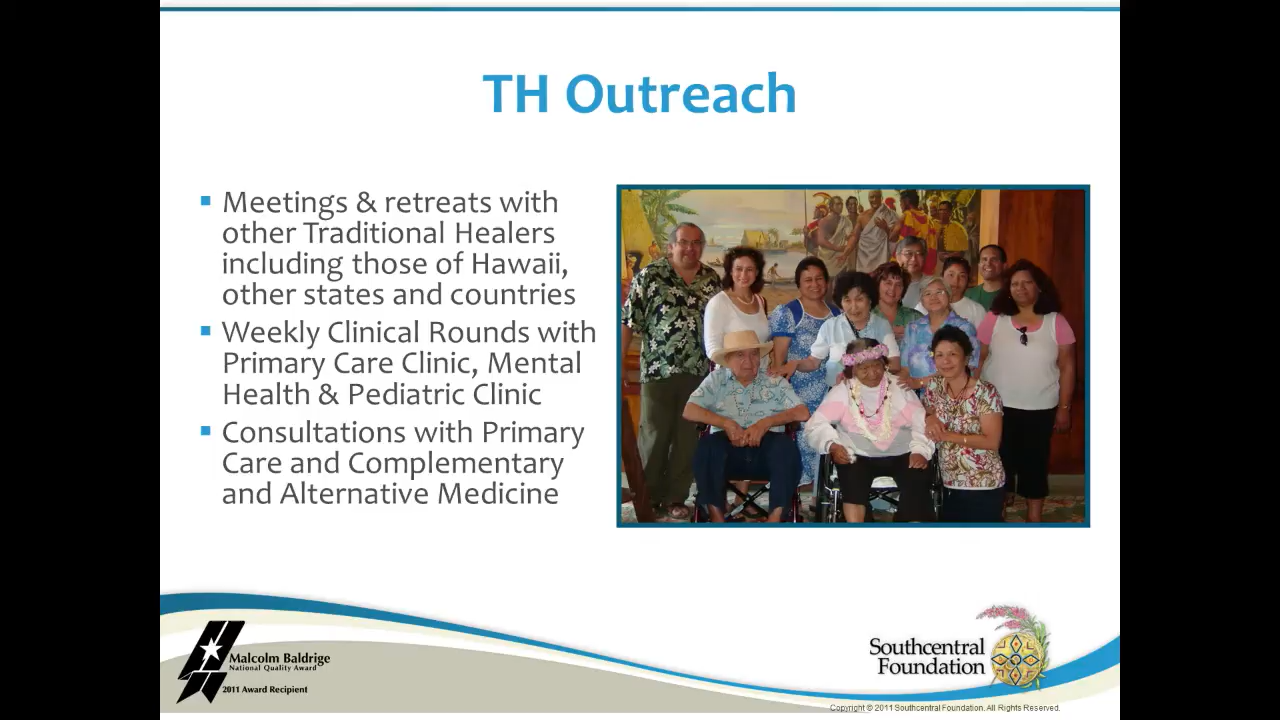 TH Outreach
Meetings & retreats with
other Traditional Healers
including those of Hawaii,
other states and countries
Weekly Clinical Rounds with
Primary Care Clinic, Mental
Health & Pediatric Clinic
Consultations with Primary
Care and Complementary
and Alternative Medicine
Malcolm Baldrige
National Quality Award
2011 Award Recipient
Southcentral
Foundation
Copyright © 2011 Southcentral Foundation. All Rights Reserved.